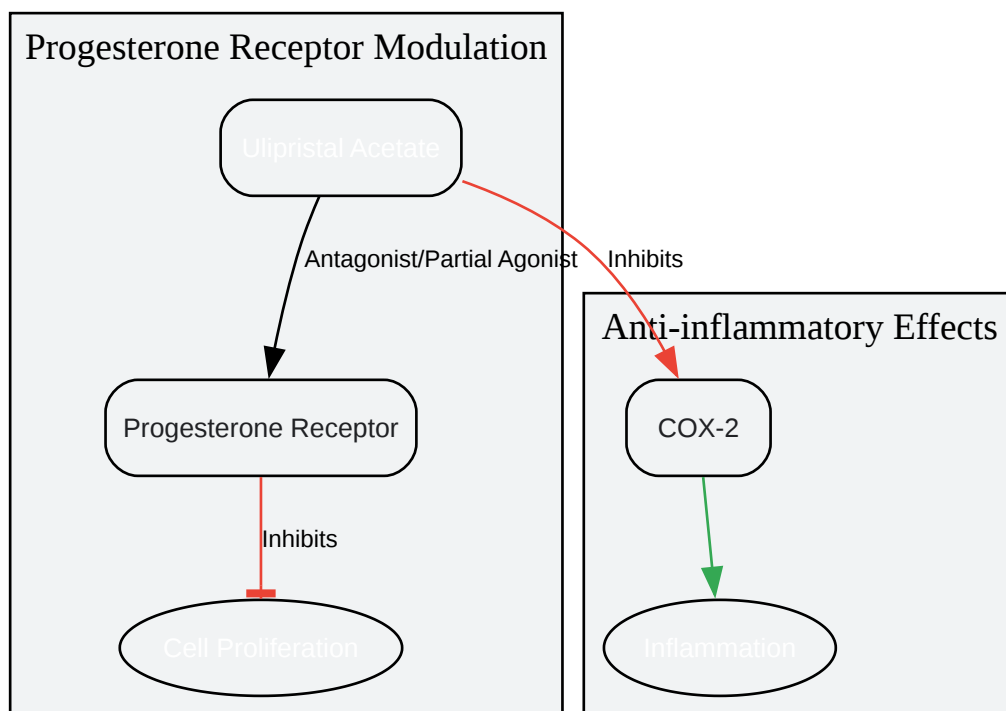 Progesterone Receptor Modulation
Ulipristal Acetate
Antagonist/Partial Agonist
Inhibits
Anti-inflammatory Effects
Progesterone Receptor
COX-2
Inhibits
Cell Proliferation
Inflammation